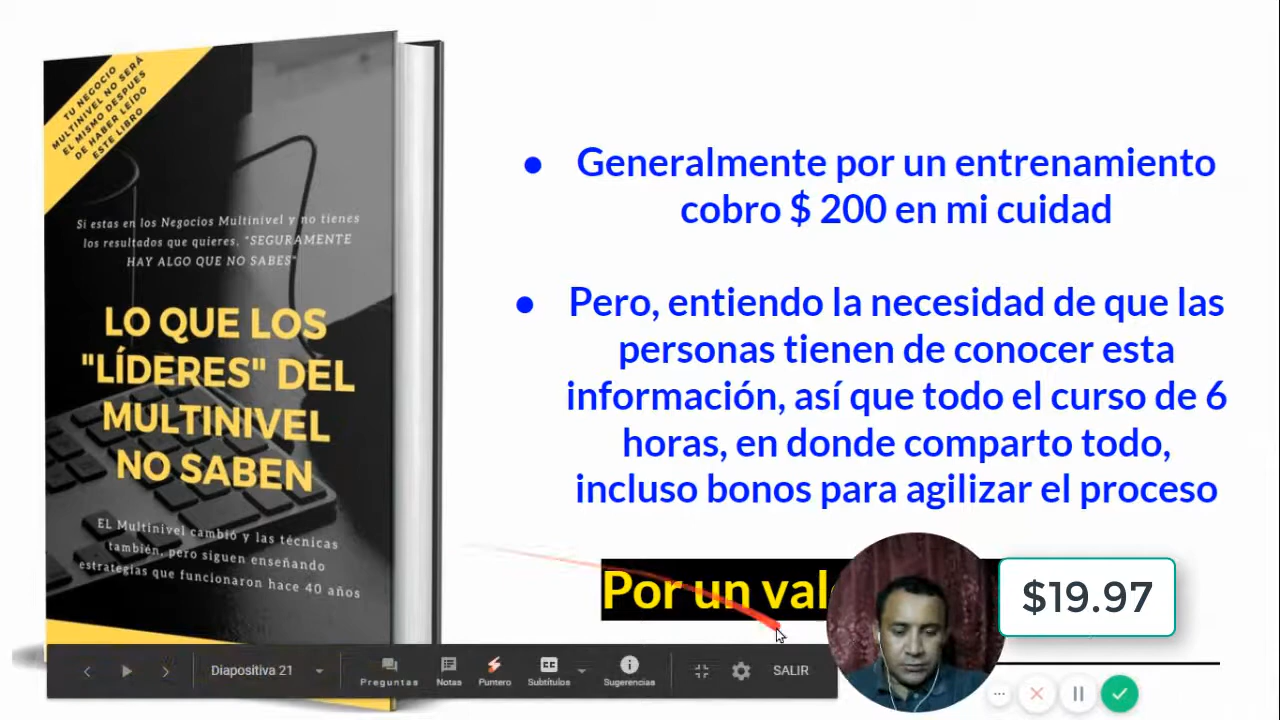 TU NEGOCIO
MULTINIVEL NO SERÁ
EL MISMO DESPUES
DE HABER LEÍDO
ESTE LIBRO
Si estas en los Negocios Multinivel y no tienes
los resultados que quieres, "SEGURAMENTE
HAY ALGO QUE NO SABES"
LO QUE LOS
"LÍDERES" DEL
MULTINIVEL
NO SABEN
EL Multinivel cambió y las técnicas
también, pero siguen enseñando
estrategias que funcionaron hace 40 años
● Generalmente por un entrenamiento
cobro $ 200 en mi cuidad
● Pero, entiendo la necesidad de que las
personas tienen de conocer esta
información, así que todo el curso de 6
horas, en donde comparto todo,
incluso bonos para agilizar el proceso
Por un
$19.97
Diapositiva 21
Preguntas
Notas
Puntero
Subtítulos
Sugerencias
SALIR